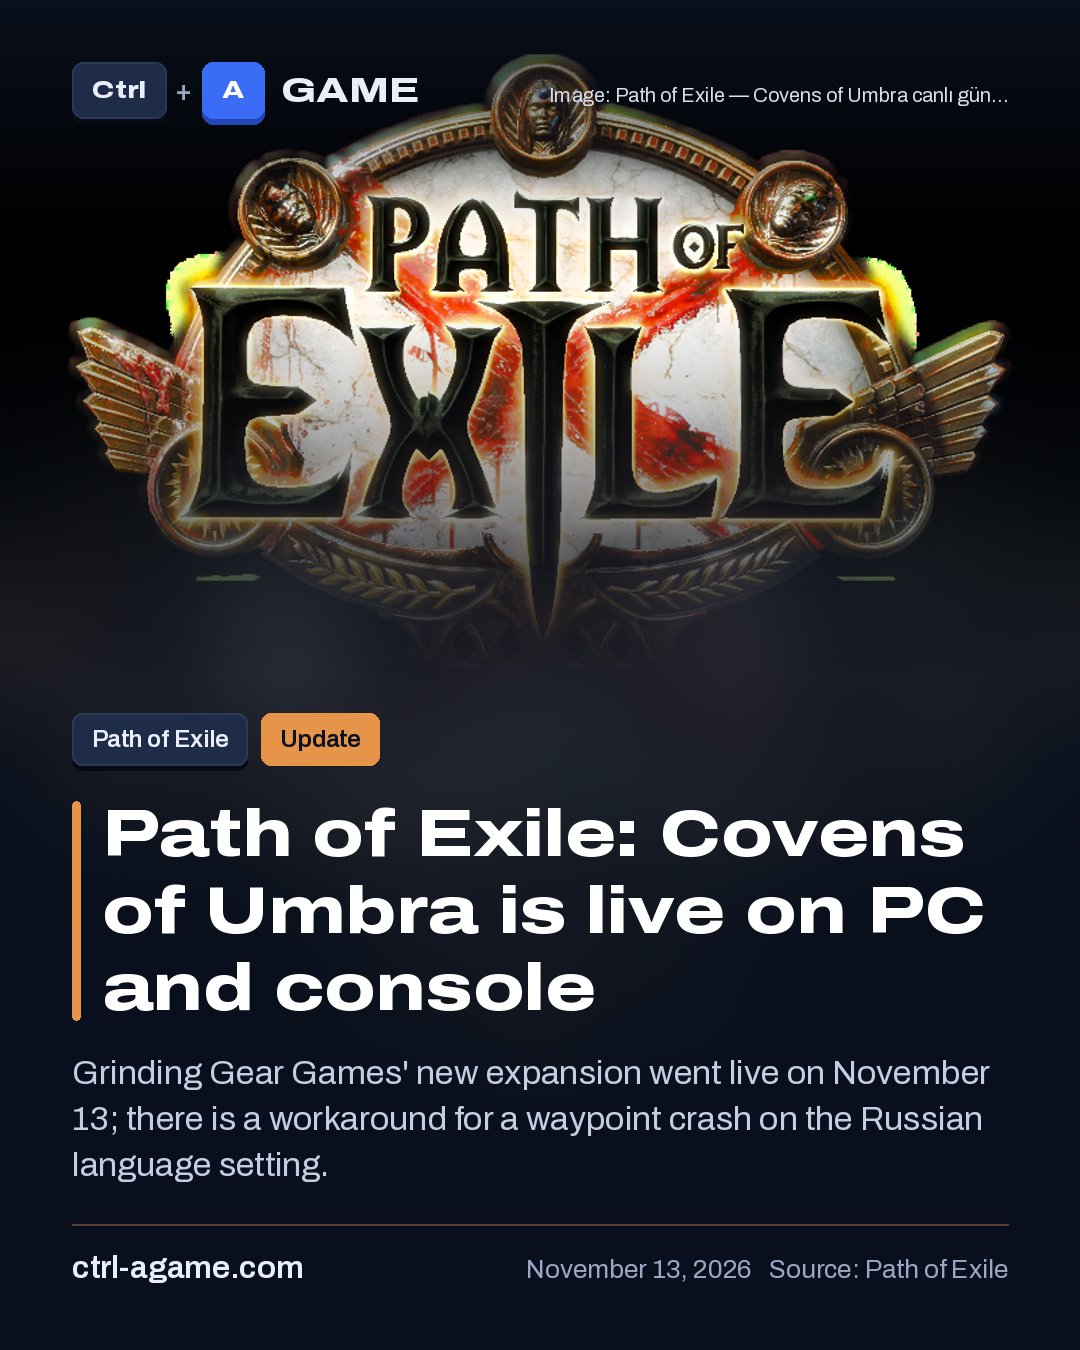 Ctrl + A GAME
Image: Path of Exile — Covens of Umbra canlı gün...
PATH OF
EXILE
Path of Exile
Update
Path of Exile: Covens
of Umbra is live on PC
and console
Grinding Gear Games' new expansion went live on November
13; there is a workaround for a waypoint crash on the Russian
language setting.
ctrl-agame.com
November 13, 2026 Source: Path of Exile